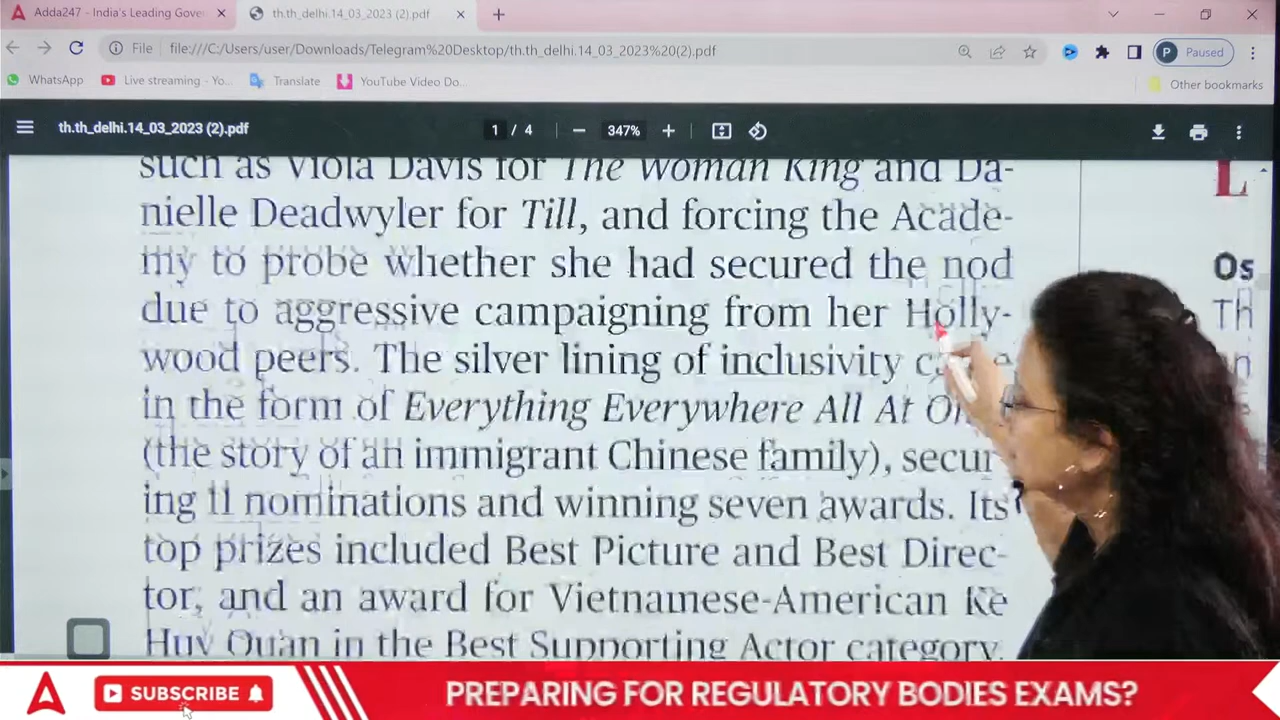 Adda247 - India's Leading Gove
th.th_delhi.14_03_2023 (2).pdf
File
file:///C:/Users/user/Downloads/Telegram%20Desktop/th.th_delhi.14_03_2023%20(2).pdf
P Paused
WhatsApp
Live streaming - Yo...
Translate
YouTube Video Do...
Other bookmarks
th.th_delhi.14_03_2023 (2).pdf
1 / 4
347%
such as Viola Davis for The Woman King and Da-
nielle Deadwyler for Till, and forcing the Acade-
my to probe whether she had secured the nod
due to aggressive campaigning from her Holly-
wood peers. The silver lining of inclusivity
in the form of Everything Everywhere All At
(the story of an immigrant Chinese family), secur
ing 11 nominations and winning seven awards. Its
top prizes included Best Picture and Best Direc-
tor, and an award for Vietnamese-American Ke
Huy Quan in the Best Supporting Actor category.
L
Os
Th
SUBSCRIBE
PREPARING FOR REGULATORY BODIES EXAMS?